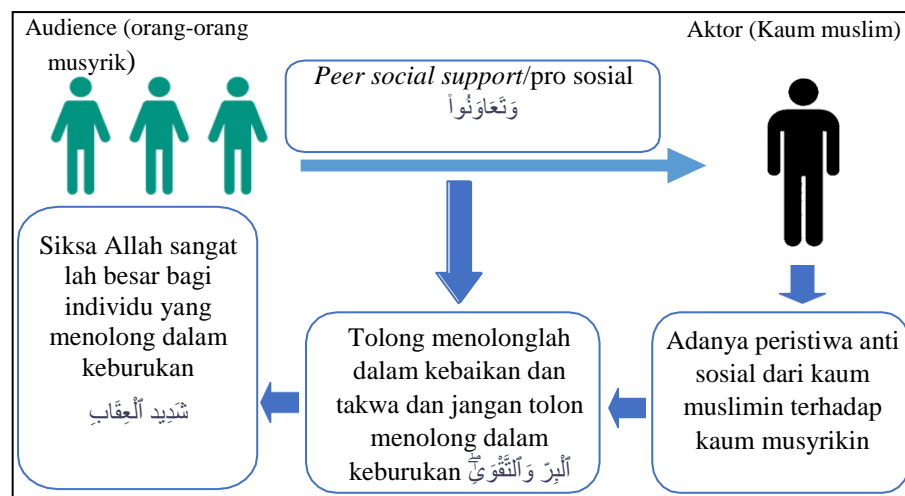 Audience (orang-orang
musyrik)
Aktor (Kaum muslim)
Peer social support/pro sosial
وَتَعَاوَنُواْ
Siksa Allah sangat
lah besar bagi
individu yang
menolong dalam
keburukan
شَدِيد ٱلۡعِقَابِ
Tolong menolonglah
dalam kebaikan dan
takwa dan jangan tolon
menolong dalam
keburukan ٱلۡبِرّ وَٱلتَّقۡوَىٰۖ
Adanya peristiwa anti
sosial dari kaum
muslimin terhadap
kaum musyrikin